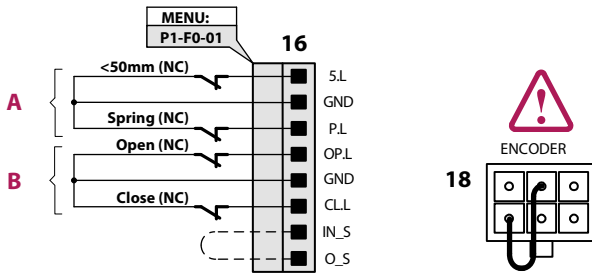 MENU:
P1-F0-01
16
<50mm (NC)
5.L
A
GND
Spring (NC)
P.L
Open (NC)
OP.L
B
GND
Close (NC)
CL.L
IN_S
O_S
!
ENCODER
18